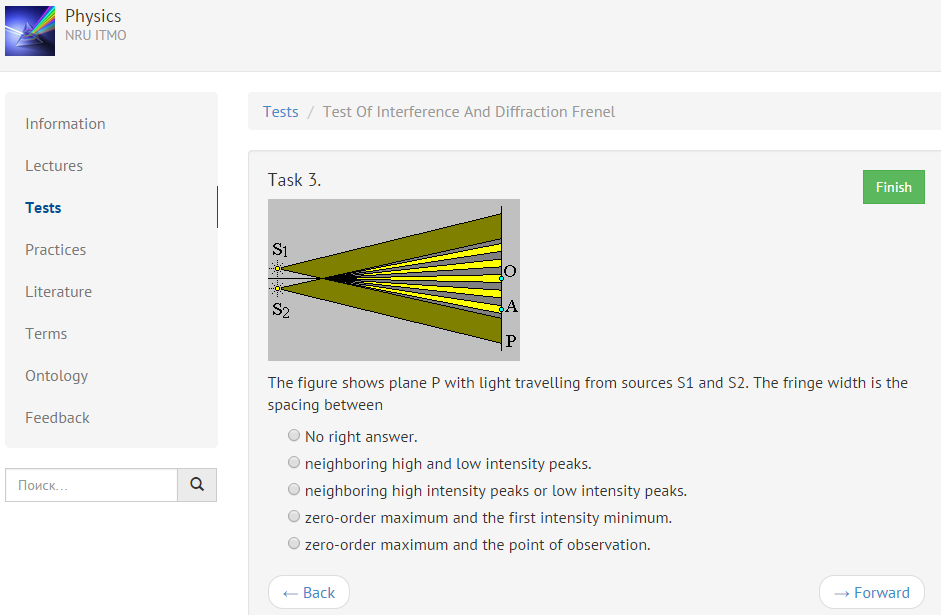 Physics
NRU ITMO
Information
Lectures
Tests
Practices
Literature
Terms
Ontology
Feedback
Поиск...
Tests / Test Of Interference And Diffraction Frenel
Task 3.
Finish
S1
S2
O
A
P
The figure shows plane P with light travelling from sources S1 and S2. The fringe width is the
spacing between
No right answer.
neighboring high and low intensity peaks.
neighboring high intensity peaks or low intensity peaks.
zero-order maximum and the first intensity minimum.
zero-order maximum and the point of observation.
← Back
→ Forward